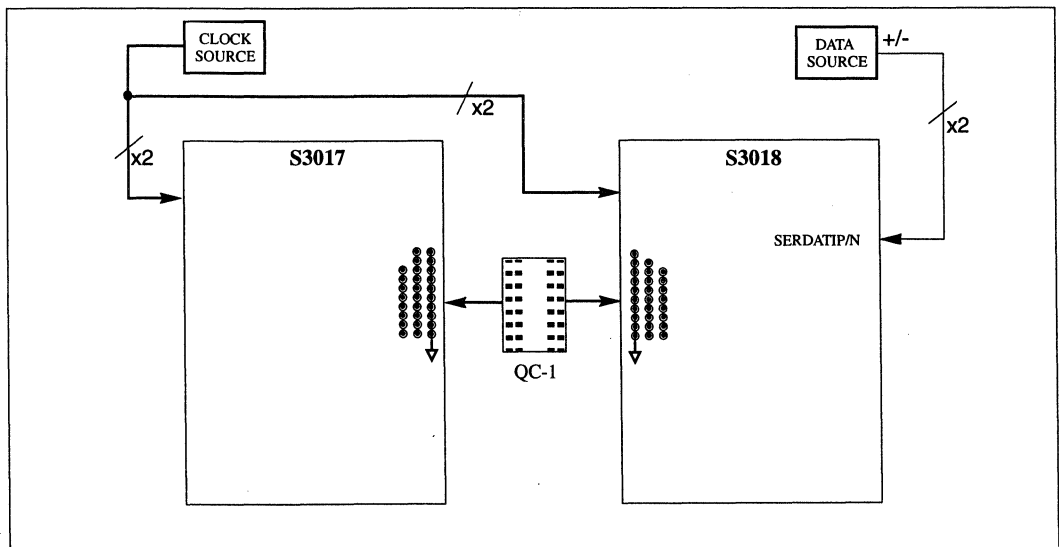 CLOCK
SOURCE
DATA
SOURCE
+/-
x2
x2
x2
S3017
S3018
SERDATIP/N
QC-1